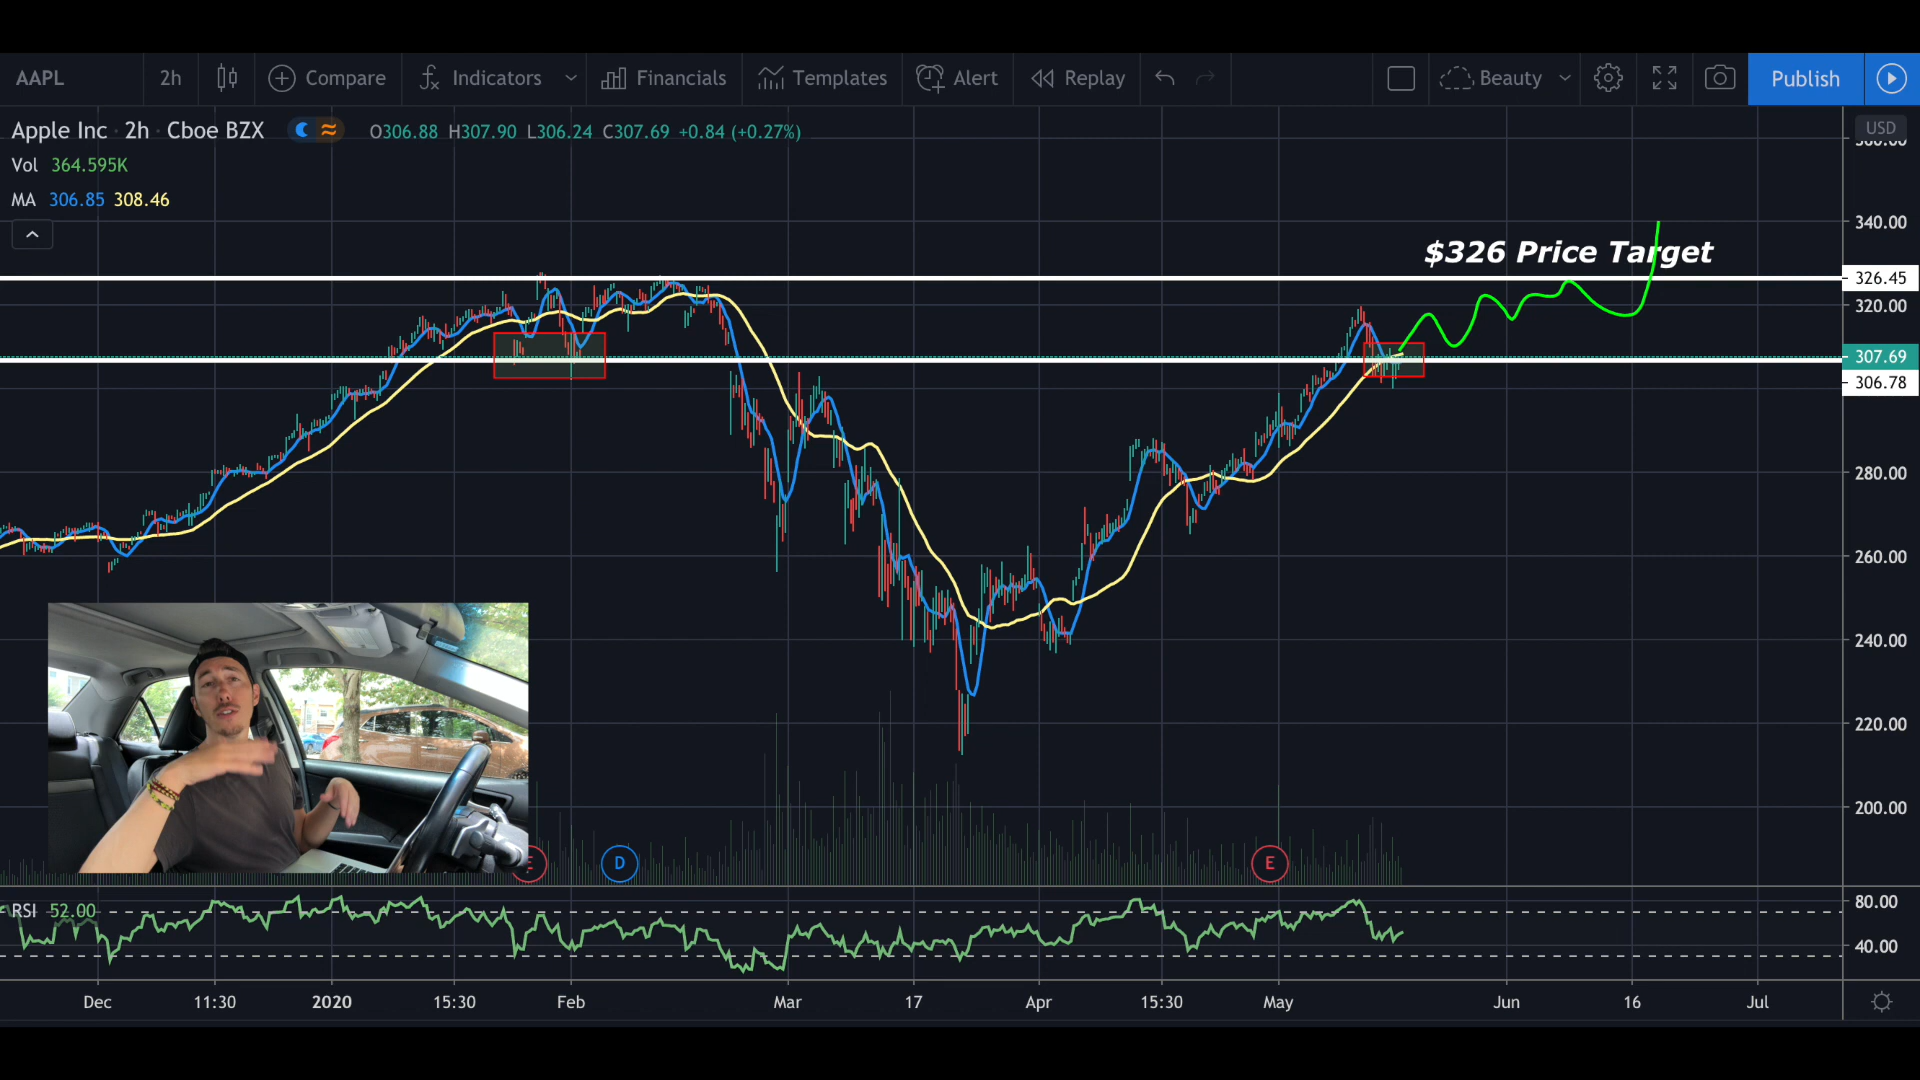 AAPL 2h Compare Indicators Financials Templates Alert Replay Beauty Publish
Apple Inc · 2h · Cboe BZX O306.88 H307.90 L306.24 C307.69 +0.84 (+0.27%)
USD
Vol 364.595K
MA 306.85 308.46
340.00
$326 Price Target
326.45
320.00
307.69
306.78
280.00
260.00
240.00
220.00
200.00
E D E
RSI 52.00
80.00
40.00
Dec 11:30 2020 15:30 Feb Mar 17 Apr 15:30 May Jun 16 Jul